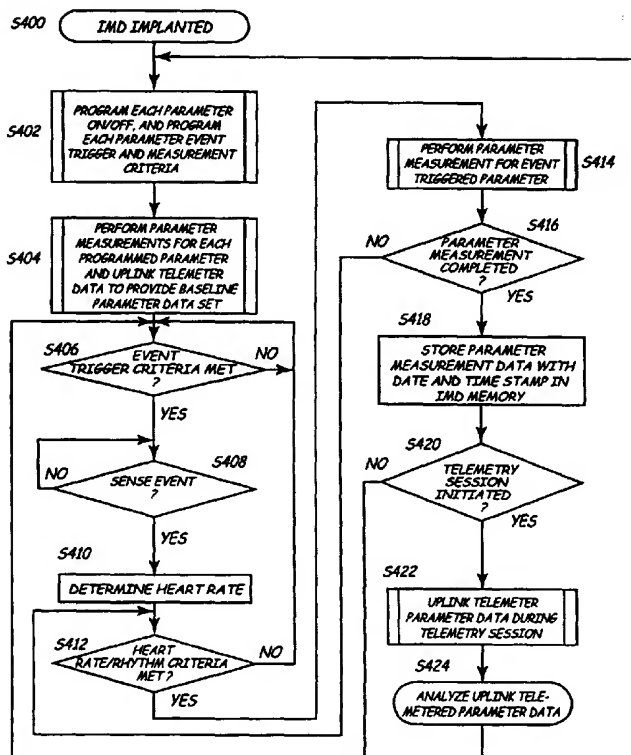 S400
IMD IMPLANTED
S402
PROGRAM EACH PARAMETER
ON/OFF, AND PROGRAM
EACH PARAMETER EVENT
TRIGGER AND MEASUREMENT
CRITERIA
S404
PERFORM PARAMETER
MEASUREMENTS FOR EACH
PROGRAMMED PARAMETER
AND UPLINK TELEMETER
DATA TO PROVIDE BASELINE
PARAMETER DATA SET
S406
EVENT
TRIGGER CRITERIA MET
?
NO
YES
S408
NO
SENSE EVENT
?
YES
S410
DETERMINE HEART RATE
S412
HEART
RATE/RHYTHM CRITERIA
MET ?
NO
YES
PERFORM PARAMETER
MEASUREMENT FOR EVENT
TRIGGERED PARAMETER
S414
S416
NO
PARAMETER
MEASUREMENT
COMPLETED
?
YES
S418
STORE PARAMETER
MEASUREMENT DATA WITH
DATE AND TIME STAMP IN
IMD MEMORY
S420
NO
TELEMETRY
SESSION
INITIATED
?
YES
S422
UPLINK TELEMETER
PARAMETER DATA DURING
TELEMETRY SESSION
S424
ANALYZE UPLINK TELE-
METERED PARAMETER DATA